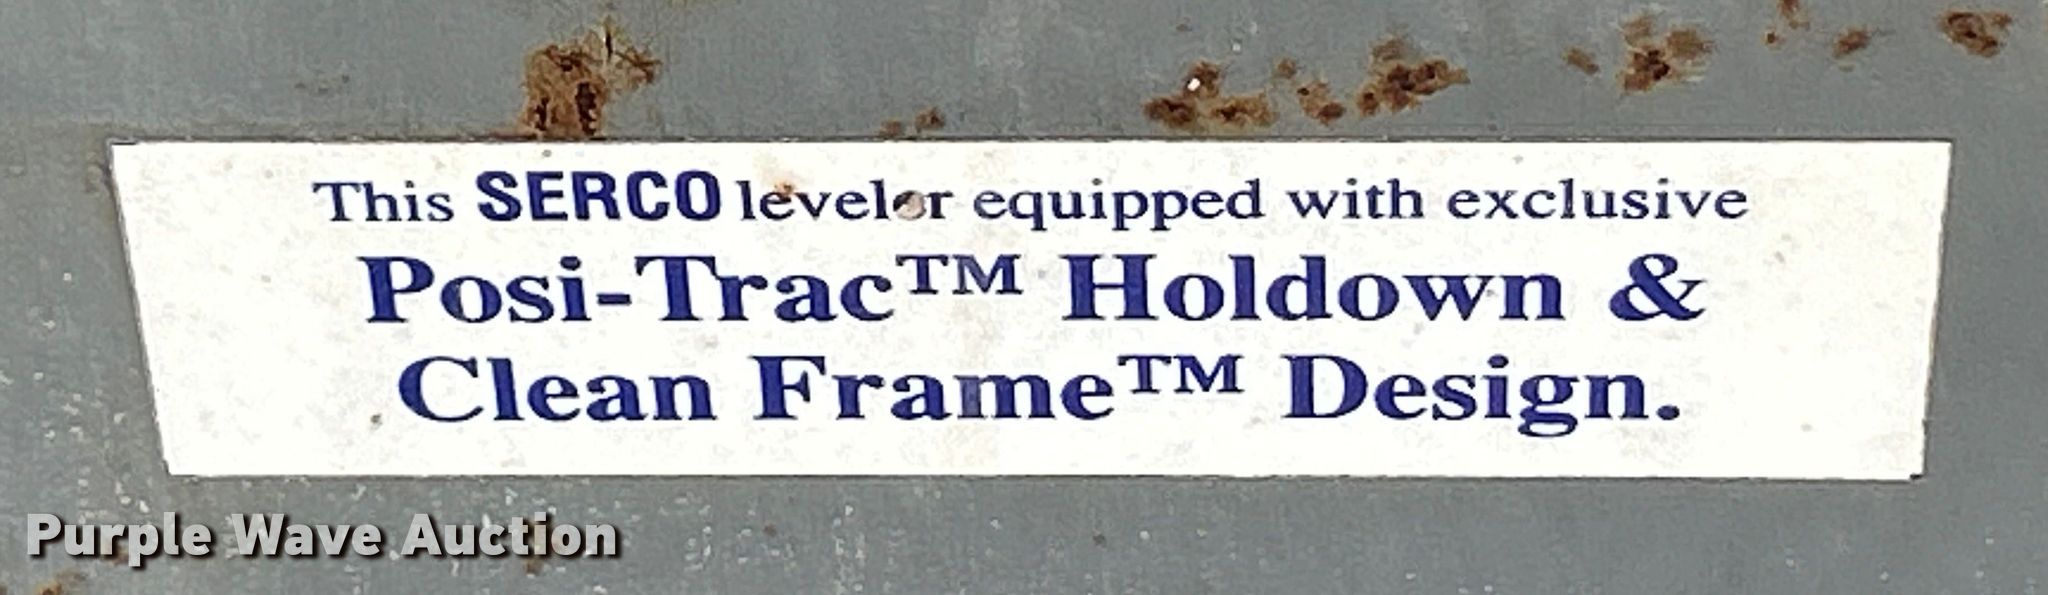 This SERCO leveler equipped with exclusive
Posi-Trac™ Holdown &
Clean Frame™ Design.
Purple Wave Auction